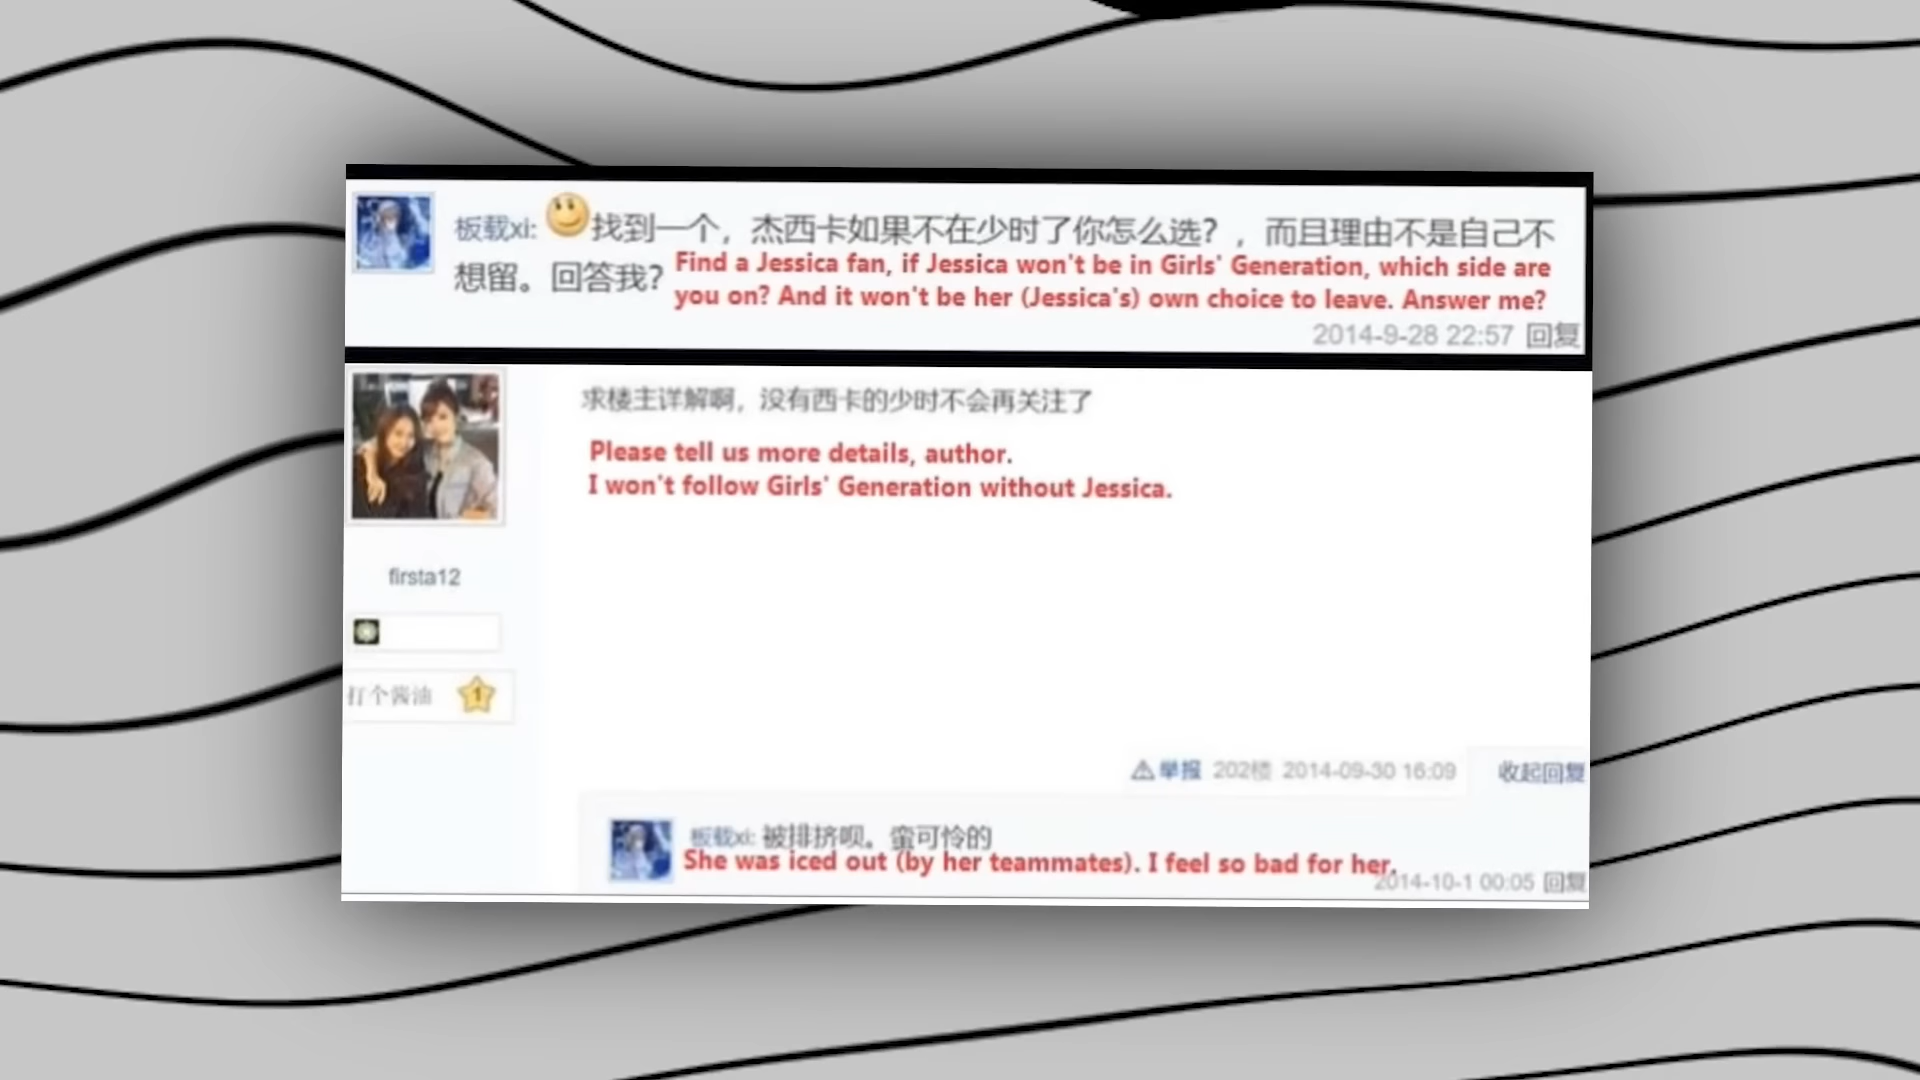 板载xi: 找到一个，杰西卡如果不在少时了你怎么选？，而且理由不是自己不
想留。回答我？
Find a Jessica fan, if Jessica won't be in Girls' Generation, which side are
you on? And it won't be her (Jessica's) own choice to leave. Answer me?
2014-9-28 22:57 回复
求楼主详解啊，没有西卡的少时不会再关注了
Please tell us more details, author.
I won't follow Girls' Generation without Jessica.
firsta12
打个酱油 1
举报 202楼 2014-09-30 16:09 收起回复
板载xi: 被排挤呗。蛮可怜的
She was iced out (by her teammates). I feel so bad for her.
2014-10-1 00:05 回复